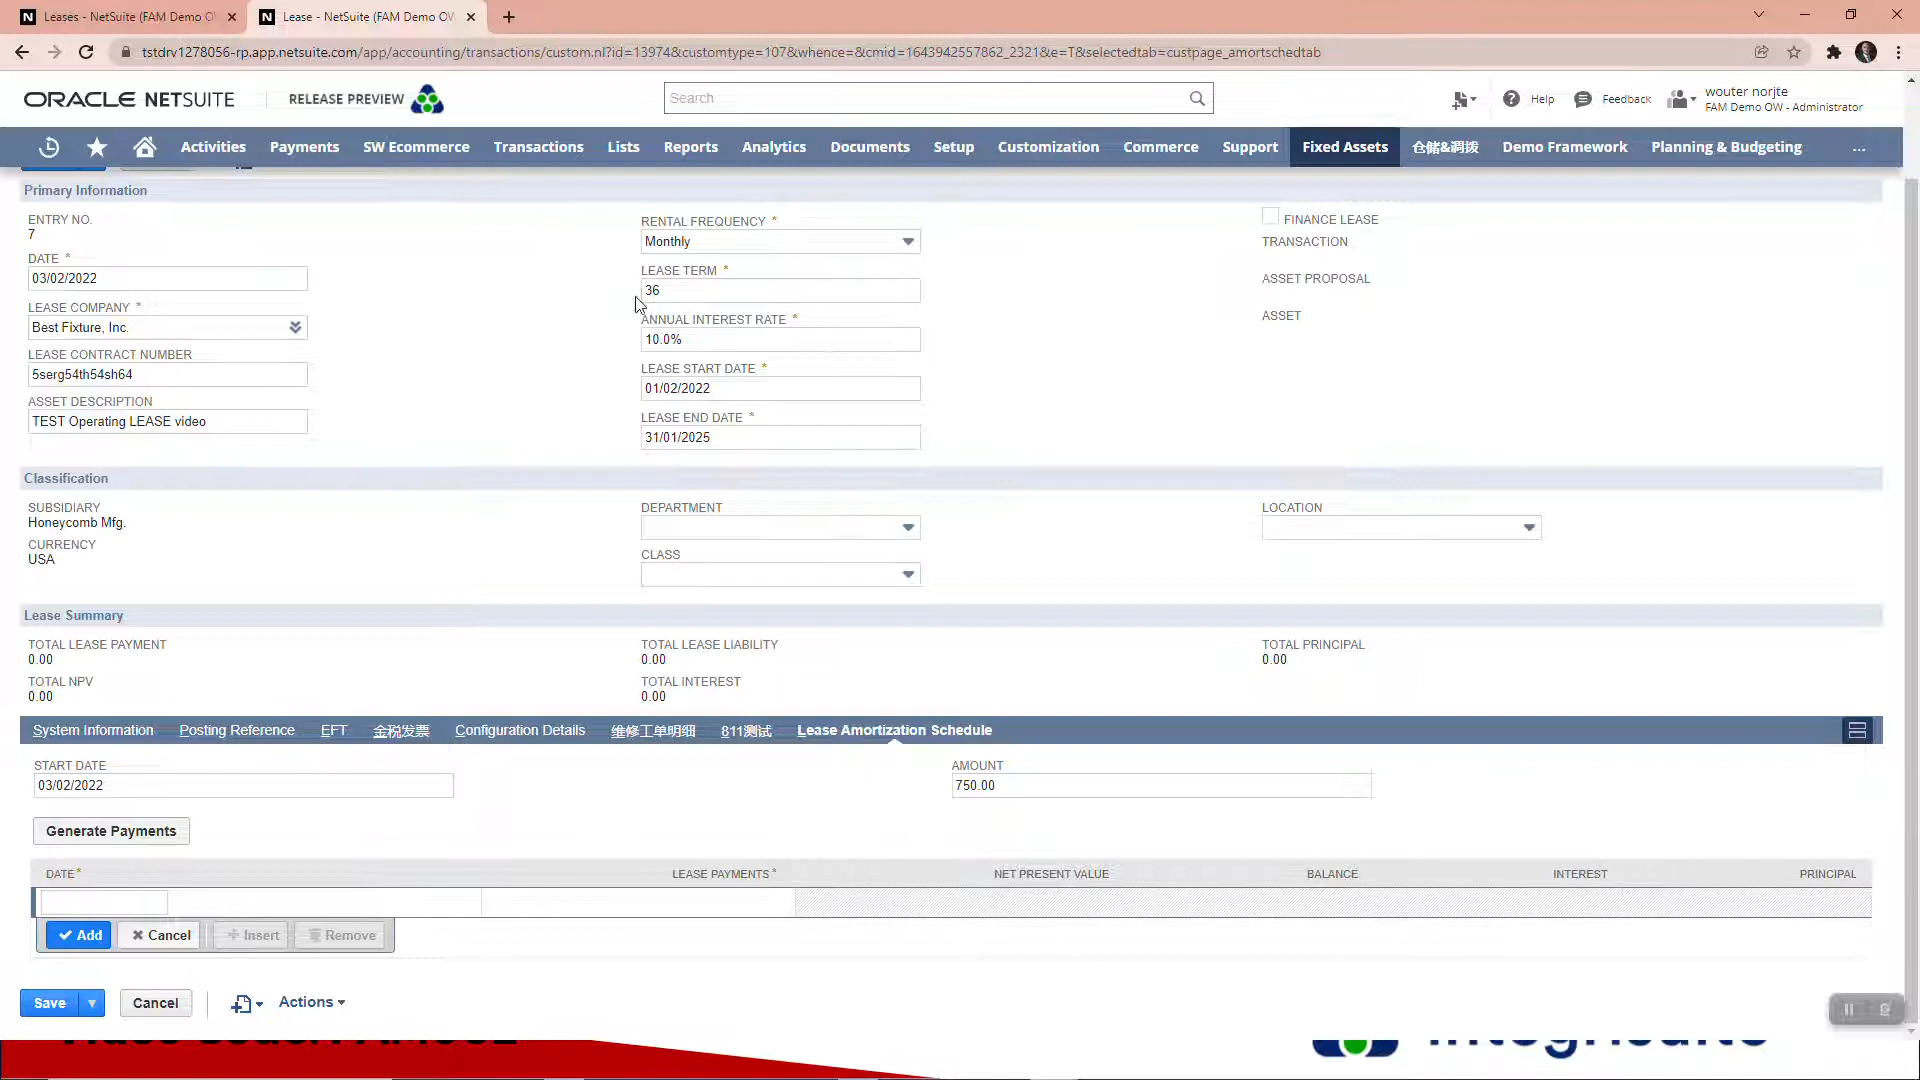 Leases - NetSuite (FAM Demo O
Lease - NetSuite (FAM Demo OW
tstdrv1278056-rp.app.netsuite.com/app/accounting/transactions/custom.nl?id=13974&customtype=107&whence=&cmid=1643942557862_2321&e=T&selectedtab=custpage_amortschedtab
ORACLE NETSUITE
RELEASE PREVIEW
Search
Help
Feedback
wouter norjte
FAM Demo OW - Administrator
Activities Payments SW Ecommerce Transactions Lists Reports Analytics Documents Setup Customization Commerce Support Fixed Assets 仓储&调拨 Demo Framework Planning & Budgeting ...
Primary Information
ENTRY NO.
7
DATE *
03/02/2022
LEASE COMPANY *
Best Fixture, Inc.
LEASE CONTRACT NUMBER
5serg54th54sh64
ASSET DESCRIPTION
TEST Operating LEASE video
RENTAL FREQUENCY *
Monthly
LEASE TERM *
36
ANNUAL INTEREST RATE *
10.0%
LEASE START DATE *
01/02/2022
LEASE END DATE *
31/01/2025
FINANCE LEASE
TRANSACTION
ASSET PROPOSAL
ASSET
Classification
SUBSIDIARY
Honeycomb Mfg.
CURRENCY
USA
DEPARTMENT
CLASS
LOCATION
Lease Summary
TOTAL LEASE PAYMENT
0.00
TOTAL NPV
0.00
TOTAL LEASE LIABILITY
0.00
TOTAL INTEREST
0.00
TOTAL PRINCIPAL
0.00
System Information Posting Reference EFT 金税发票 Configuration Details 维修工单明细 811测试 Lease Amortization Schedule
START DATE
03/02/2022
AMOUNT
750.00
Generate Payments
DATE * LEASE PAYMENTS * NET PRESENT VALUE BALANCE INTEREST PRINCIPAL
Add Cancel Insert Remove
Save Cancel Actions